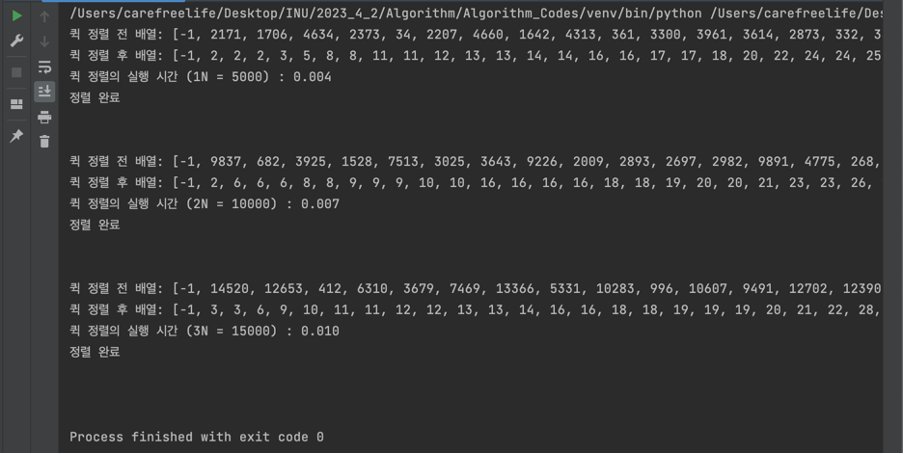 /Users/carefreelife/Desktop/INU/2023_4_2/Algorithm/Algorithm_Codes/venv/bin/python /Users/carefreelife/Des
퀵 정렬 전 배열: [-1, 2171, 1706, 4634, 2373, 34, 2207, 4660, 1642, 4313, 361, 3300, 3961, 3614, 2873, 332, 3
퀵 정렬 후 배열: [-1, 2, 2, 2, 3, 5, 8, 8, 11, 11, 12, 13, 13, 14, 14, 16, 16, 17, 17, 18, 20, 22, 24, 24, 25
퀵 정렬의 실행 시간 (1N = 5000) : 0.004
정렬 완료
퀵 정렬 전 배열: [-1, 9837, 682, 3925, 1528, 7513, 3025, 3643, 9226, 2009, 2893, 2697, 2982, 9891, 4775, 268,
퀵 정렬 후 배열: [-1, 2, 6, 6, 6, 8, 8, 9, 9, 9, 10, 10, 16, 16, 16, 16, 18, 18, 19, 20, 20, 21, 23, 23, 26,
퀵 정렬의 실행 시간 (2N = 10000) : 0.007
정렬 완료
퀵 정렬 전 배열: [-1, 14520, 12653, 412, 6310, 3679, 7469, 13366, 5331, 10283, 996, 10607, 9491, 12702, 12390
퀵 정렬 후 배열: [-1, 3, 3, 6, 9, 10, 11, 11, 12, 12, 13, 13, 14, 16, 16, 18, 18, 19, 19, 19, 20, 21, 22, 28,
퀵 정렬의 실행 시간 (3N = 15000) : 0.010
정렬 완료
Process finished with exit code 0